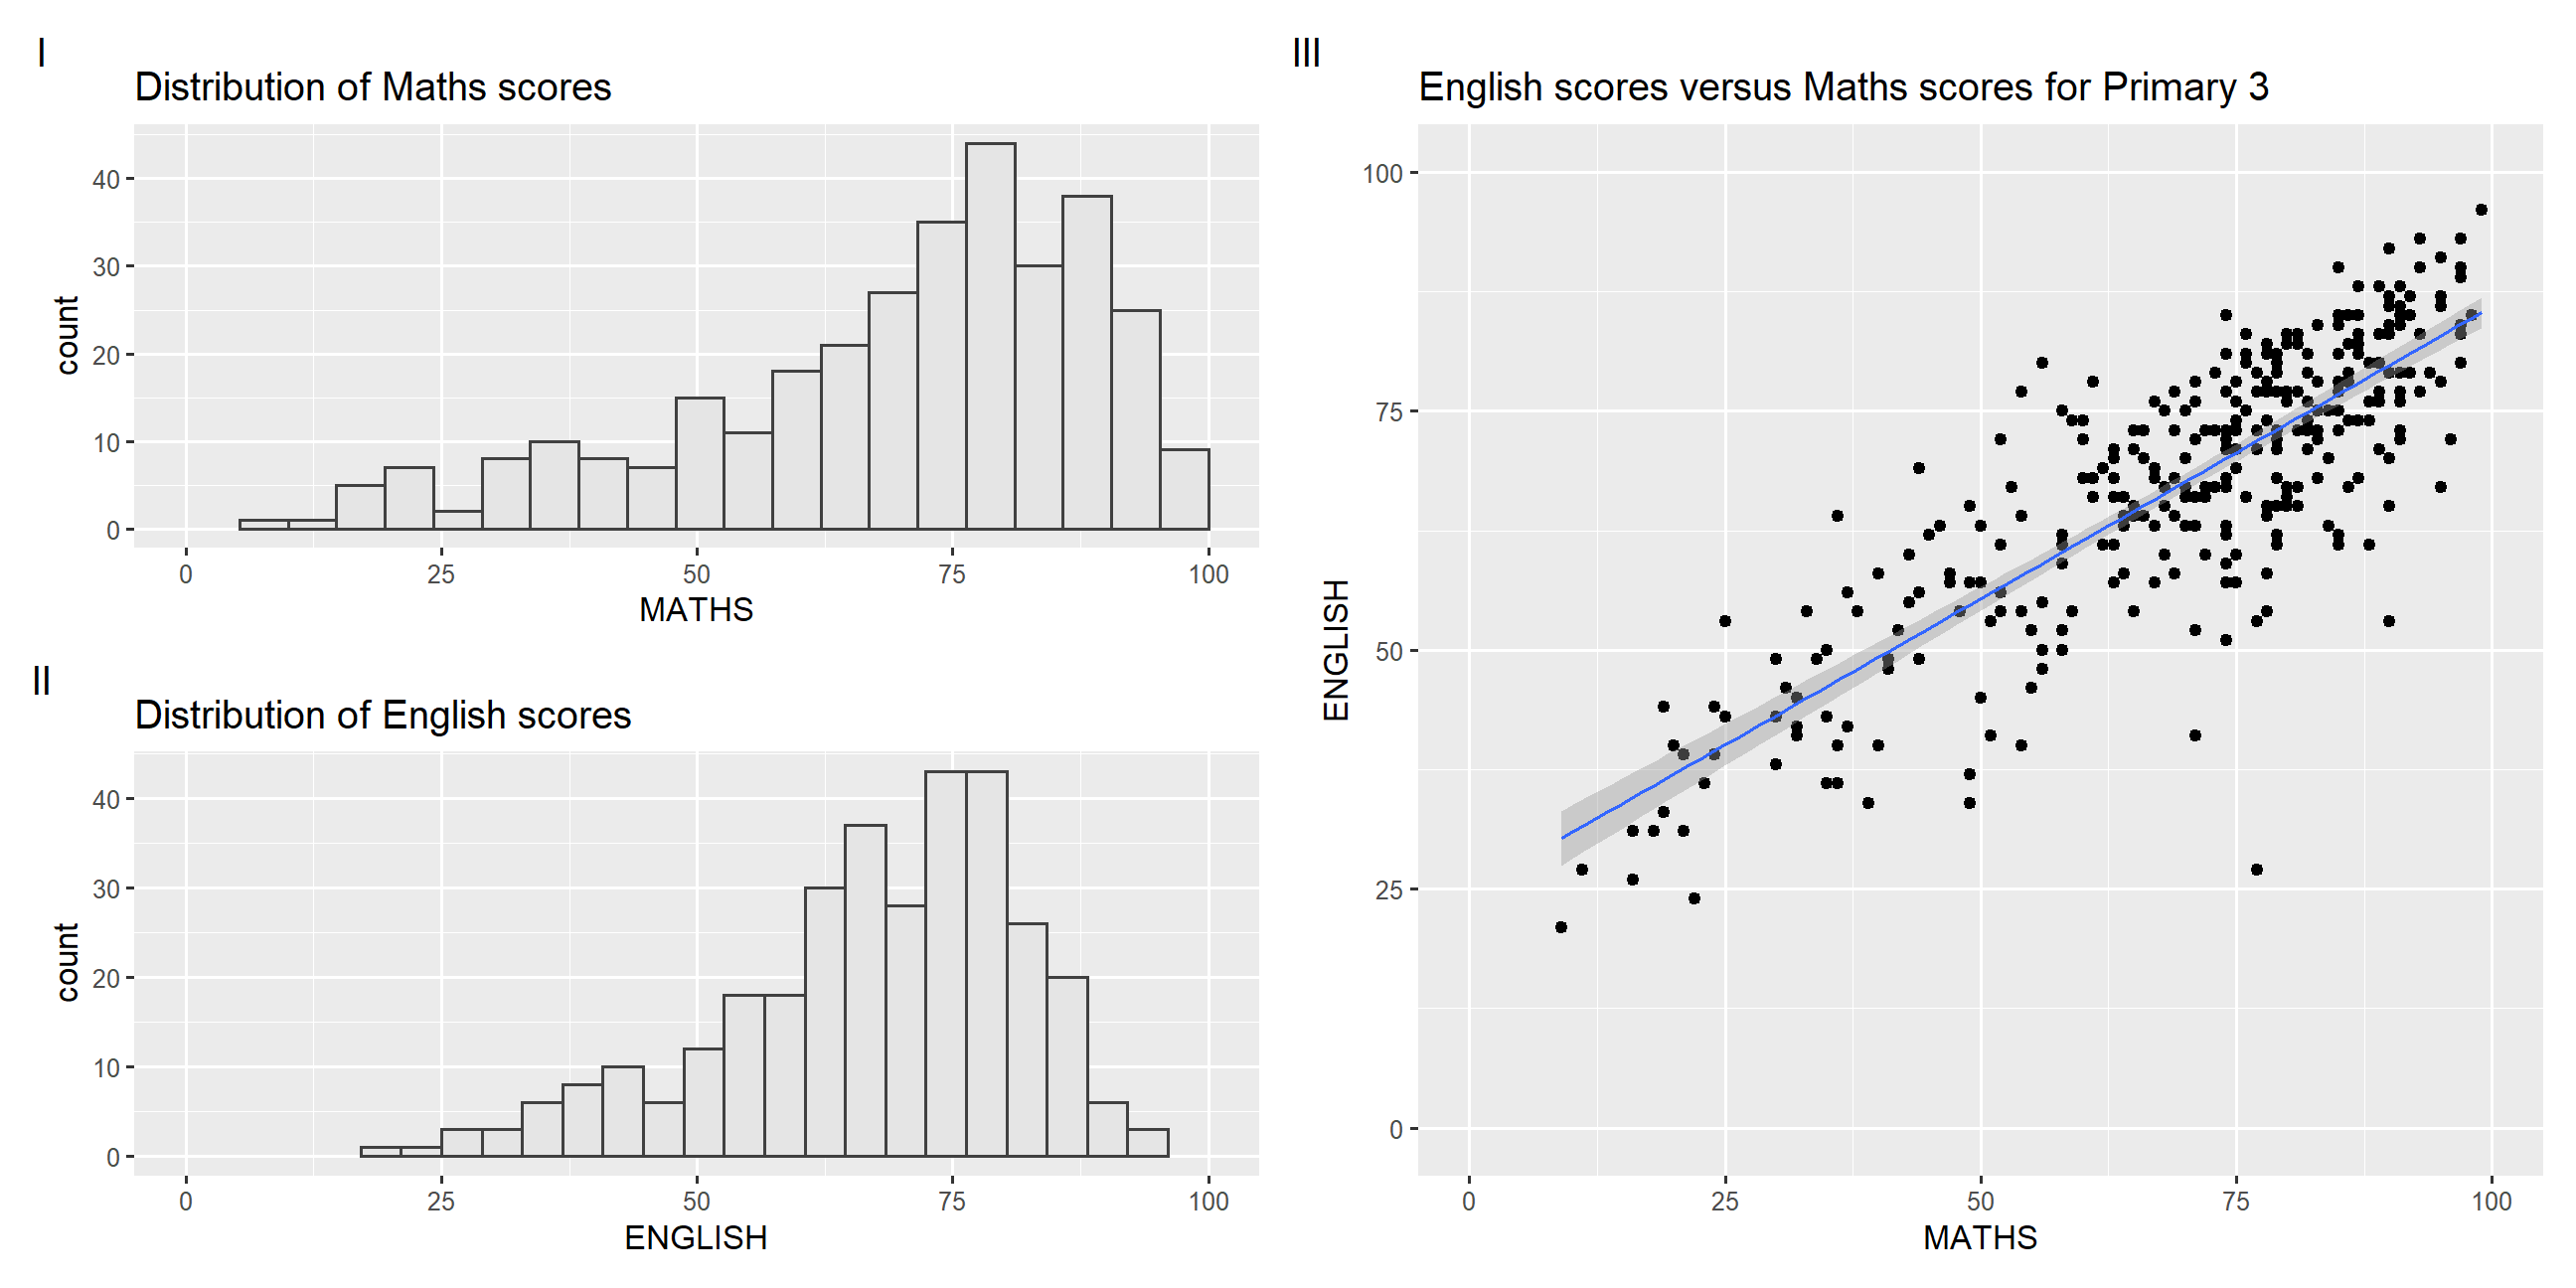 I
Distribution of Maths scores
count
40
30
20
10
0
0 25 50 75 100
MATHS
II
Distribution of English scores
count
40
30
20
10
0
0 25 50 75 100
ENGLISH
III
English scores versus Maths scores for Primary 3
ENGLISH
100
75
50
25
0
0 25 50 75 100
MATHS